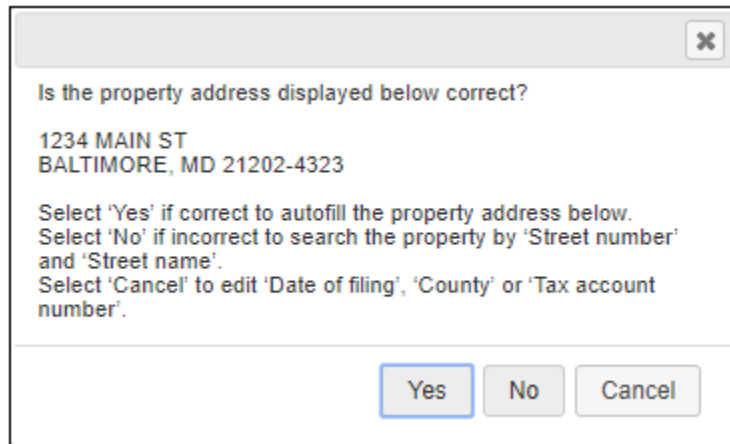 Is the property address displayed below correct?
1234 MAIN ST
BALTIMORE, MD 21202-4323
Select ‘Yes’ if correct to autofill the property address below.
Select ‘No’ if incorrect to search the property by ‘Street number’
and ‘Street name’.
Select ‘Cancel’ to edit ‘Date of filing’, ‘County’ or ‘Tax account
number’.
Yes No Cancel